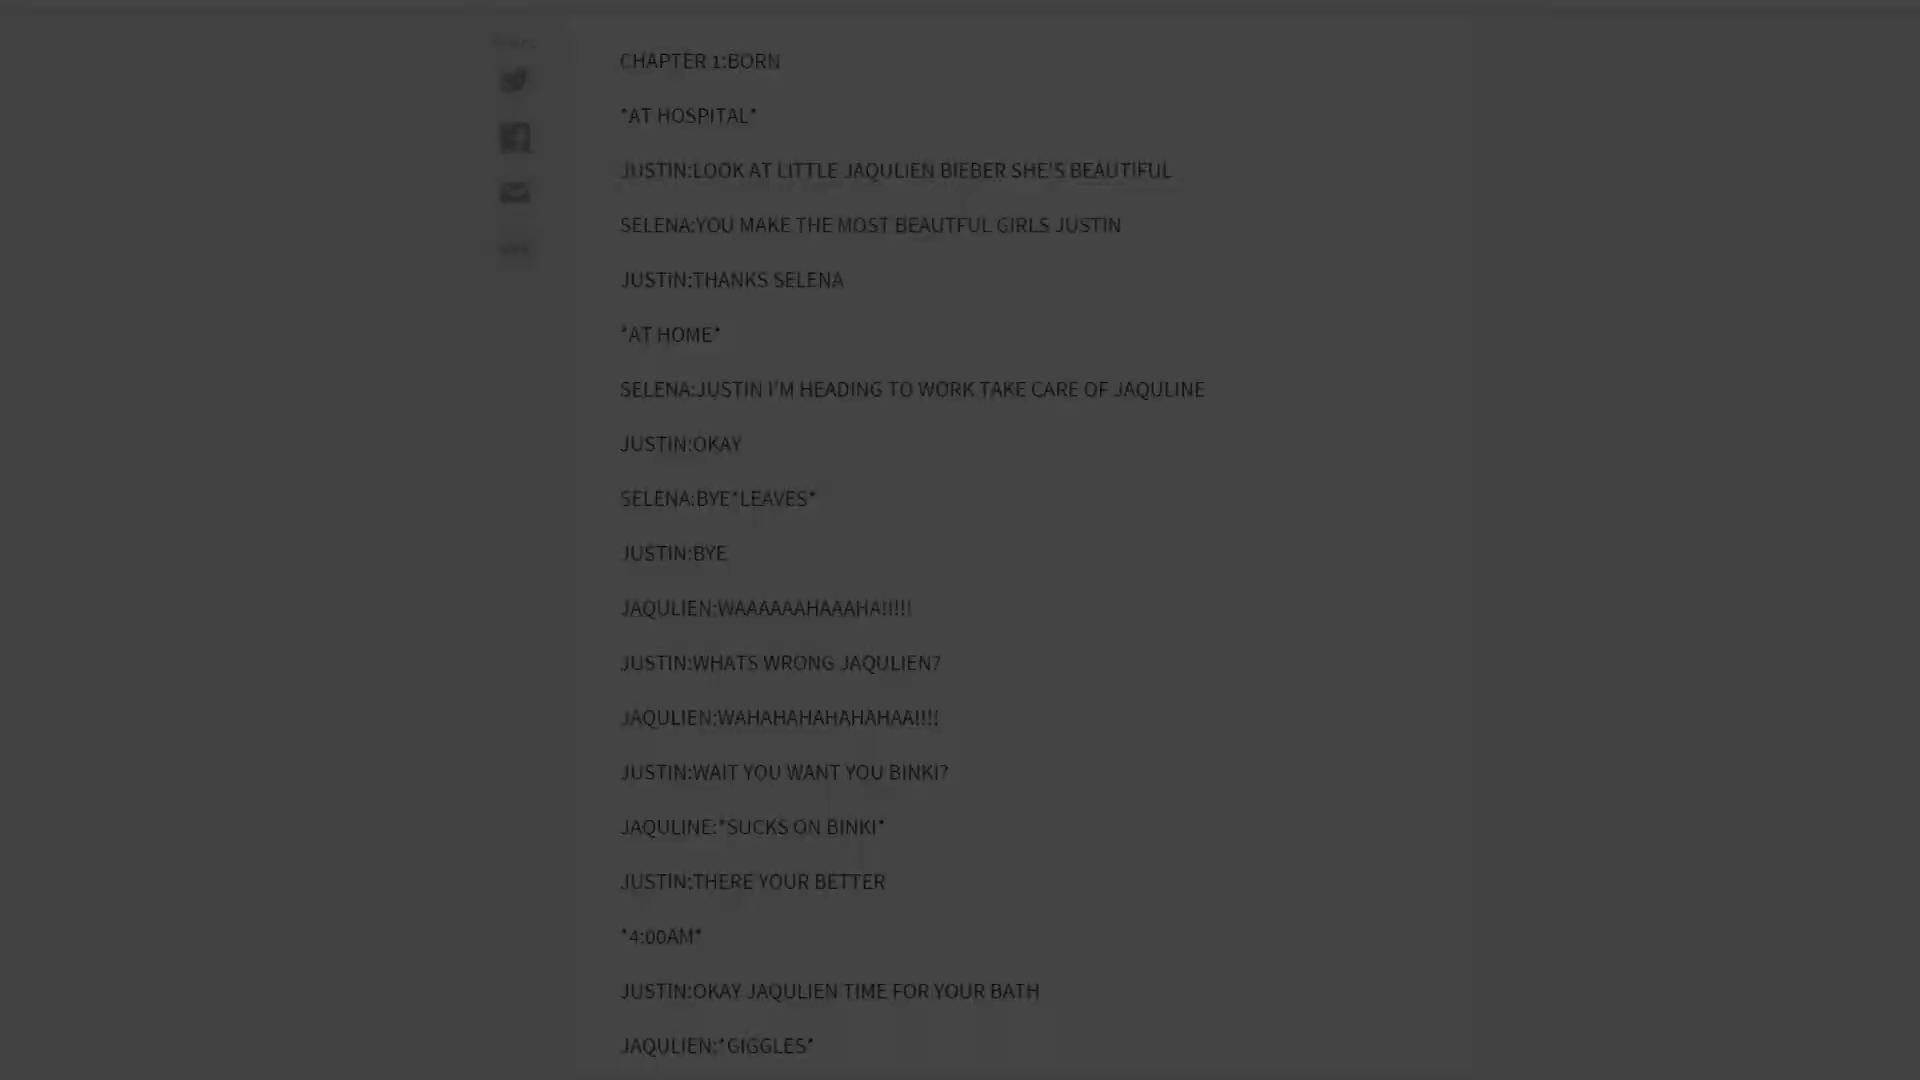 CHAPTER 1:BORN
*AT HOSPITAL*
JUSTIN:LOOK AT LITTLE JAQULIEN BIEBER SHE'S BEAUTIFUL
SELENA:YOU MAKE THE MOST BEAUTFUL GIRLS JUSTIN
JUSTIN:THANKS SELENA
*AT HOME*
SELENA:JUSTIN I'M HEADING TO WORK TAKE CARE OF JAQULINE
JUSTIN:OKAY
SELENA:BYE*LEAVES*
JUSTIN:BYE
JAQULIEN:WAAAAAAHAAAHA!!!!!
JUSTIN:WHATS WRONG JAQULIEN?
JAQULIEN:WAHAHAHAHAHAHAA!!!!
JUSTIN:WAIT YOU WANT YOU BINKI?
JAQULINE:*SUCKS ON BINKI*
JUSTIN:THERE YOUR BETTER
*4:00AM*
JUSTIN:OKAY JAQULIEN TIME FOR YOUR BATH
JAQULIEN:*GIGGLES*